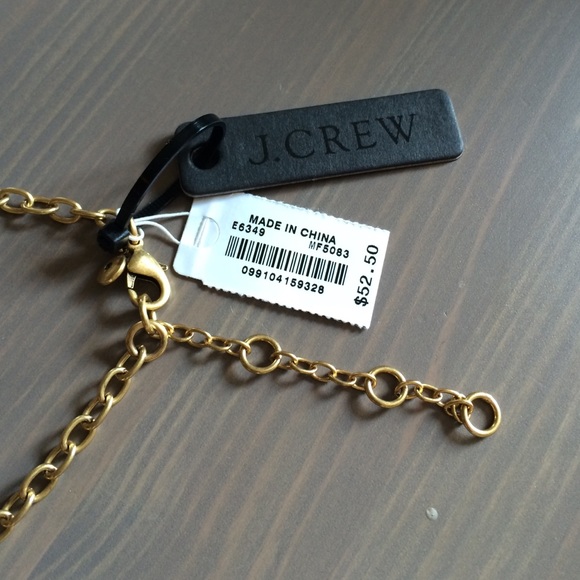 J.CREW
MADE IN CHINA
E6349 MF5083
099104159328
$52.50